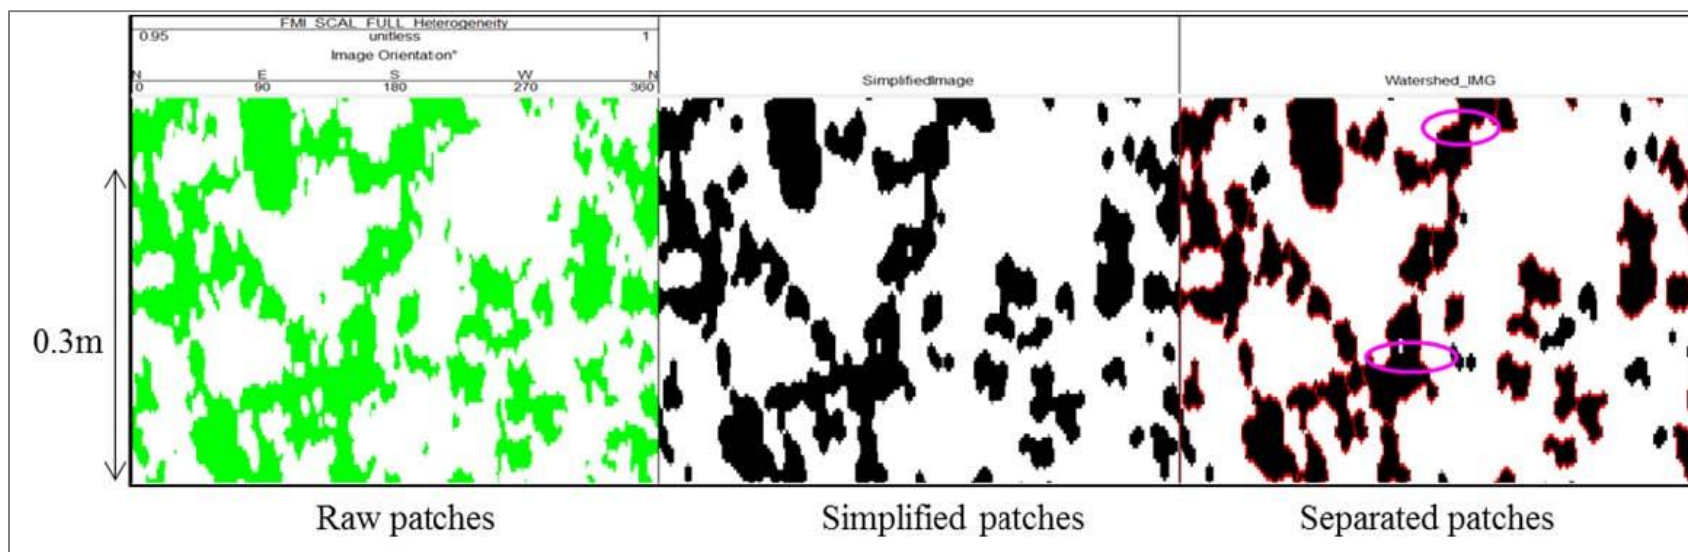 FMI_SCAL_FULL_Heterogeneity
0.95 unitless 1
Image Orientation°
N E S W N
0 90 180 270 360
SimplifiedImage
Watershed_IMG
0.3m
Raw patches
Simplified patches
Separated patches